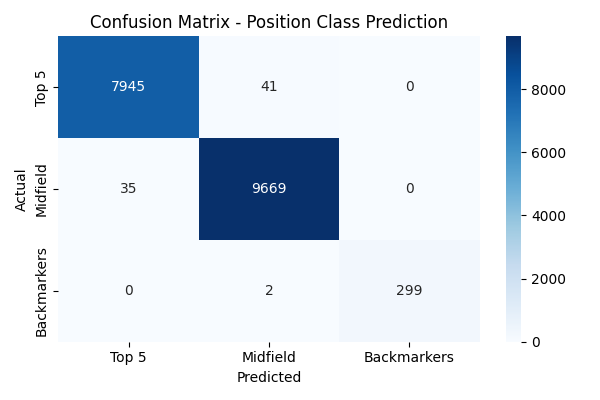 Confusion Matrix - Position Class Prediction
Actual
Top 5
Midfield
Backmarkers
7945 41 0
35 9669 0
0 2 299
Top 5 Midfield Backmarkers
Predicted
8000
6000
4000
2000
0